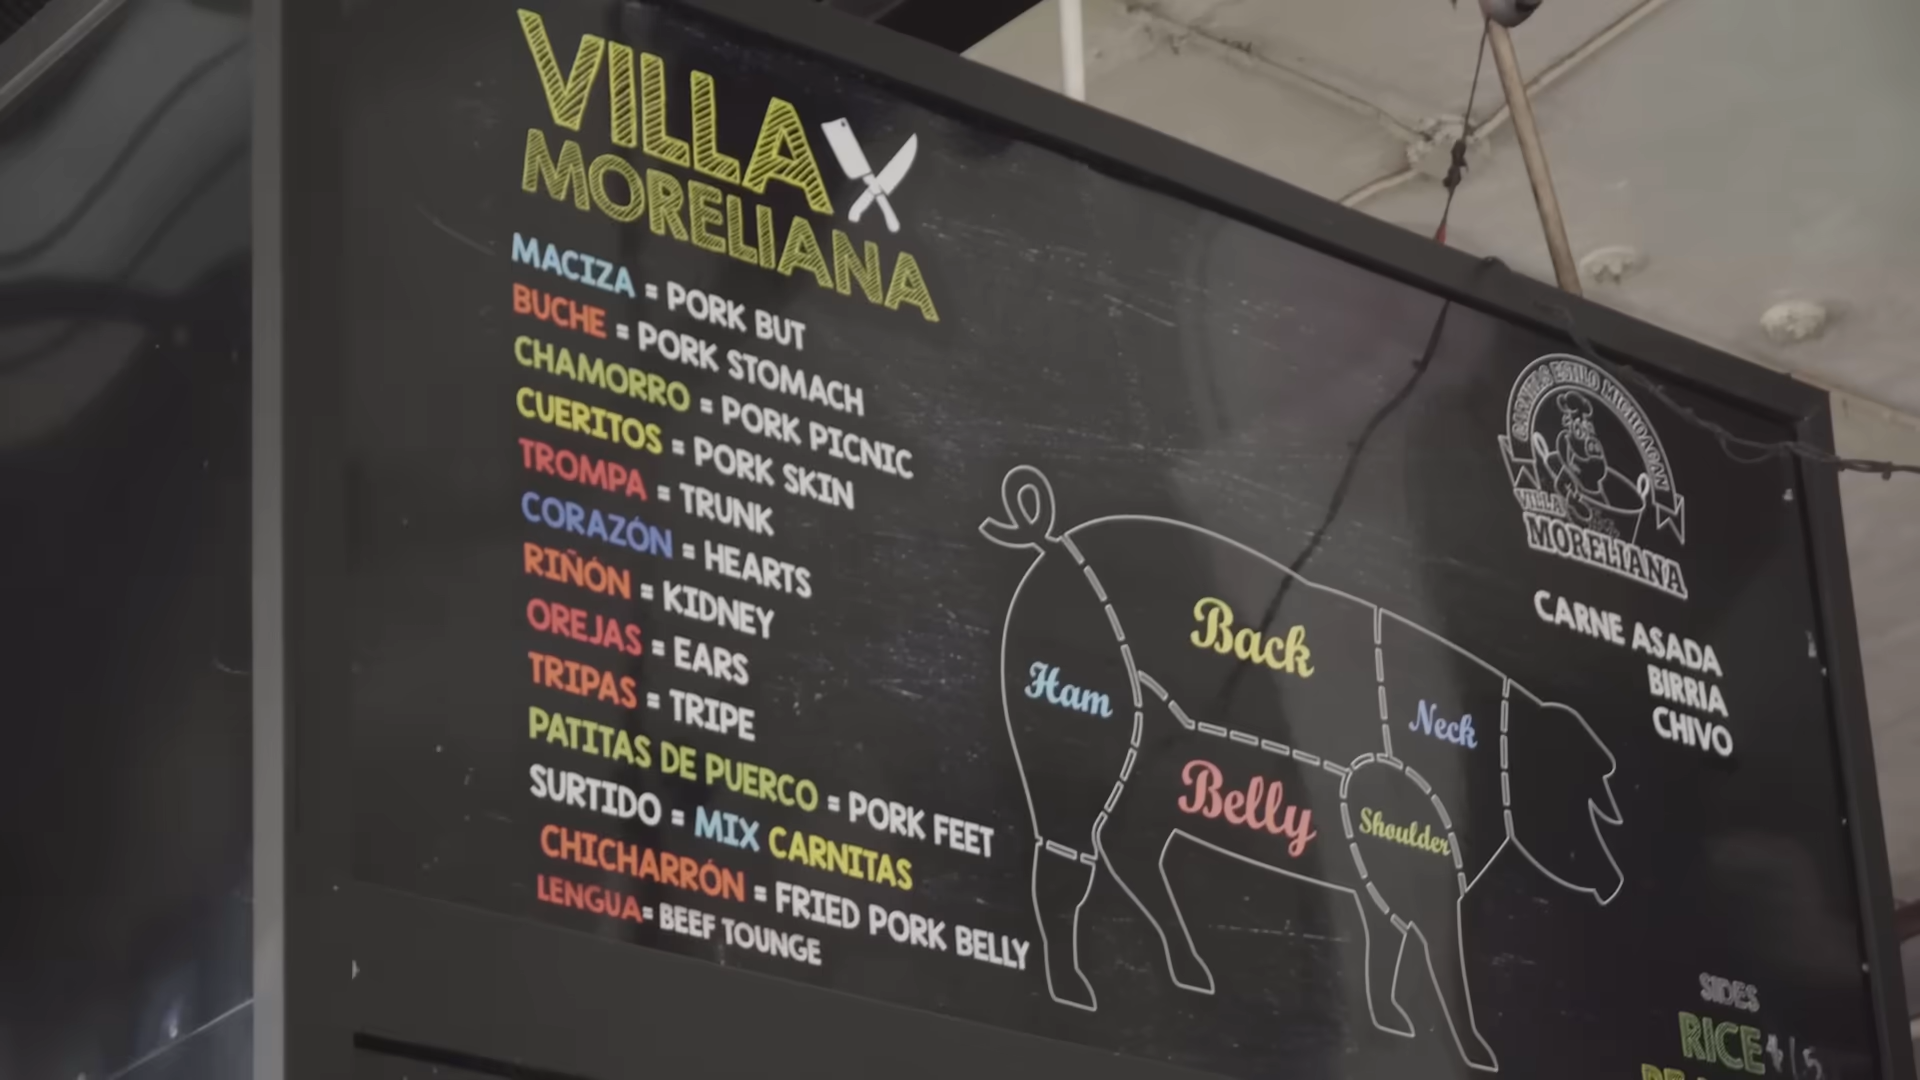 VILLA
MORELIANA
MACIZA = PORK BUT
BUCHE = PORK STOMACH
CHAMORRO = PORK PICNIC
CUERITOS = PORK SKIN
TROMPA = TRUNK
CORAZÓN = HEARTS
RIÑÓN = KIDNEY
OREJAS = EARS
TRIPAS = TRIPE
PATITAS DE PUERCO = PORK FEET
SURTIDO = MIX CARNITAS
CHICHARRÓN = FRIED PORK BELLY
LENGUA= BEEF TOUNGE
Ham
Back
Neck
Belly
Shoulder
CARNITAS ESTILO MICHOACAN
VILLA
MORELIANA
CARNE ASADA
BIRRIA
CHIVO
SIDES
RICE